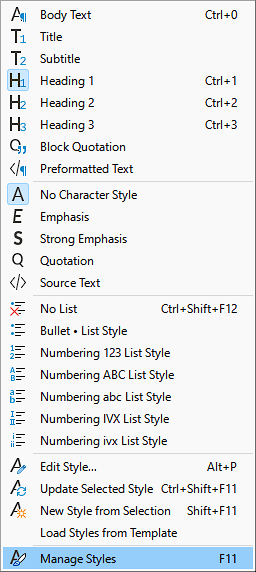 Body Text Ctrl+0
Title
Subtitle
Heading 1 Ctrl+1
Heading 2 Ctrl+2
Heading 3 Ctrl+3
Block Quotation
Preformatted Text
No Character Style
Emphasis
Strong Emphasis
Quotation
Source Text
No List Ctrl+Shift+F12
Bullet • List Style
Numbering 123 List Style
Numbering ABC List Style
Numbering abc List Style
Numbering IVX List Style
Numbering ivx List Style
Edit Style... Alt+P
Update Selected Style Ctrl+Shift+F11
New Style from Selection Shift+F11
Load Styles from Template
Manage Styles F11